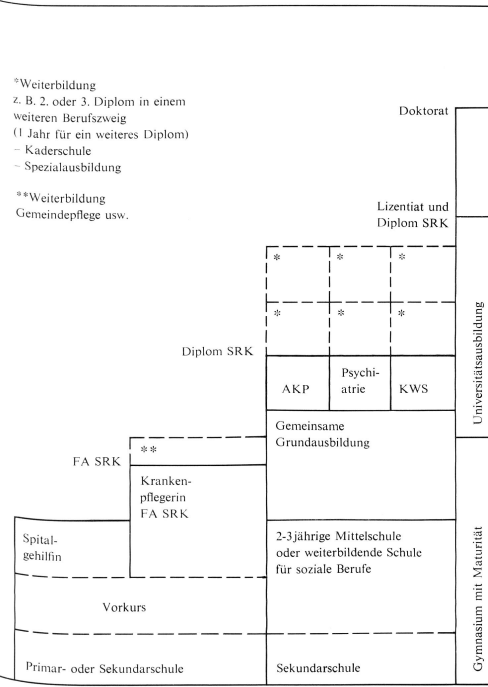 *Weiterbildung
z. B. 2. oder 3. Diplom in einem
weiteren Berufszweig
(1 Jahr für ein weiteres Diplom)
– Kaderschule
– Spezialausbildung
**Weiterbildung
Gemeindepflege usw.
Doktorat
Lizentiat und
Diplom SRK
* * *
* * *
Diplom SRK
AKP
Psychi-
atrie
KWS
Universitätsausbildung
Gemeinsame
Grundausbildung
FA SRK
**
Kranken-
pflegerin
FA SRK
Spital-
gehilfin
2-3jährige Mittelschule
oder weiterbildende Schule
für soziale Berufe
Gymnasium mit Maturität
Vorkurs
Primar- oder Sekundarschule
Sekundarschule